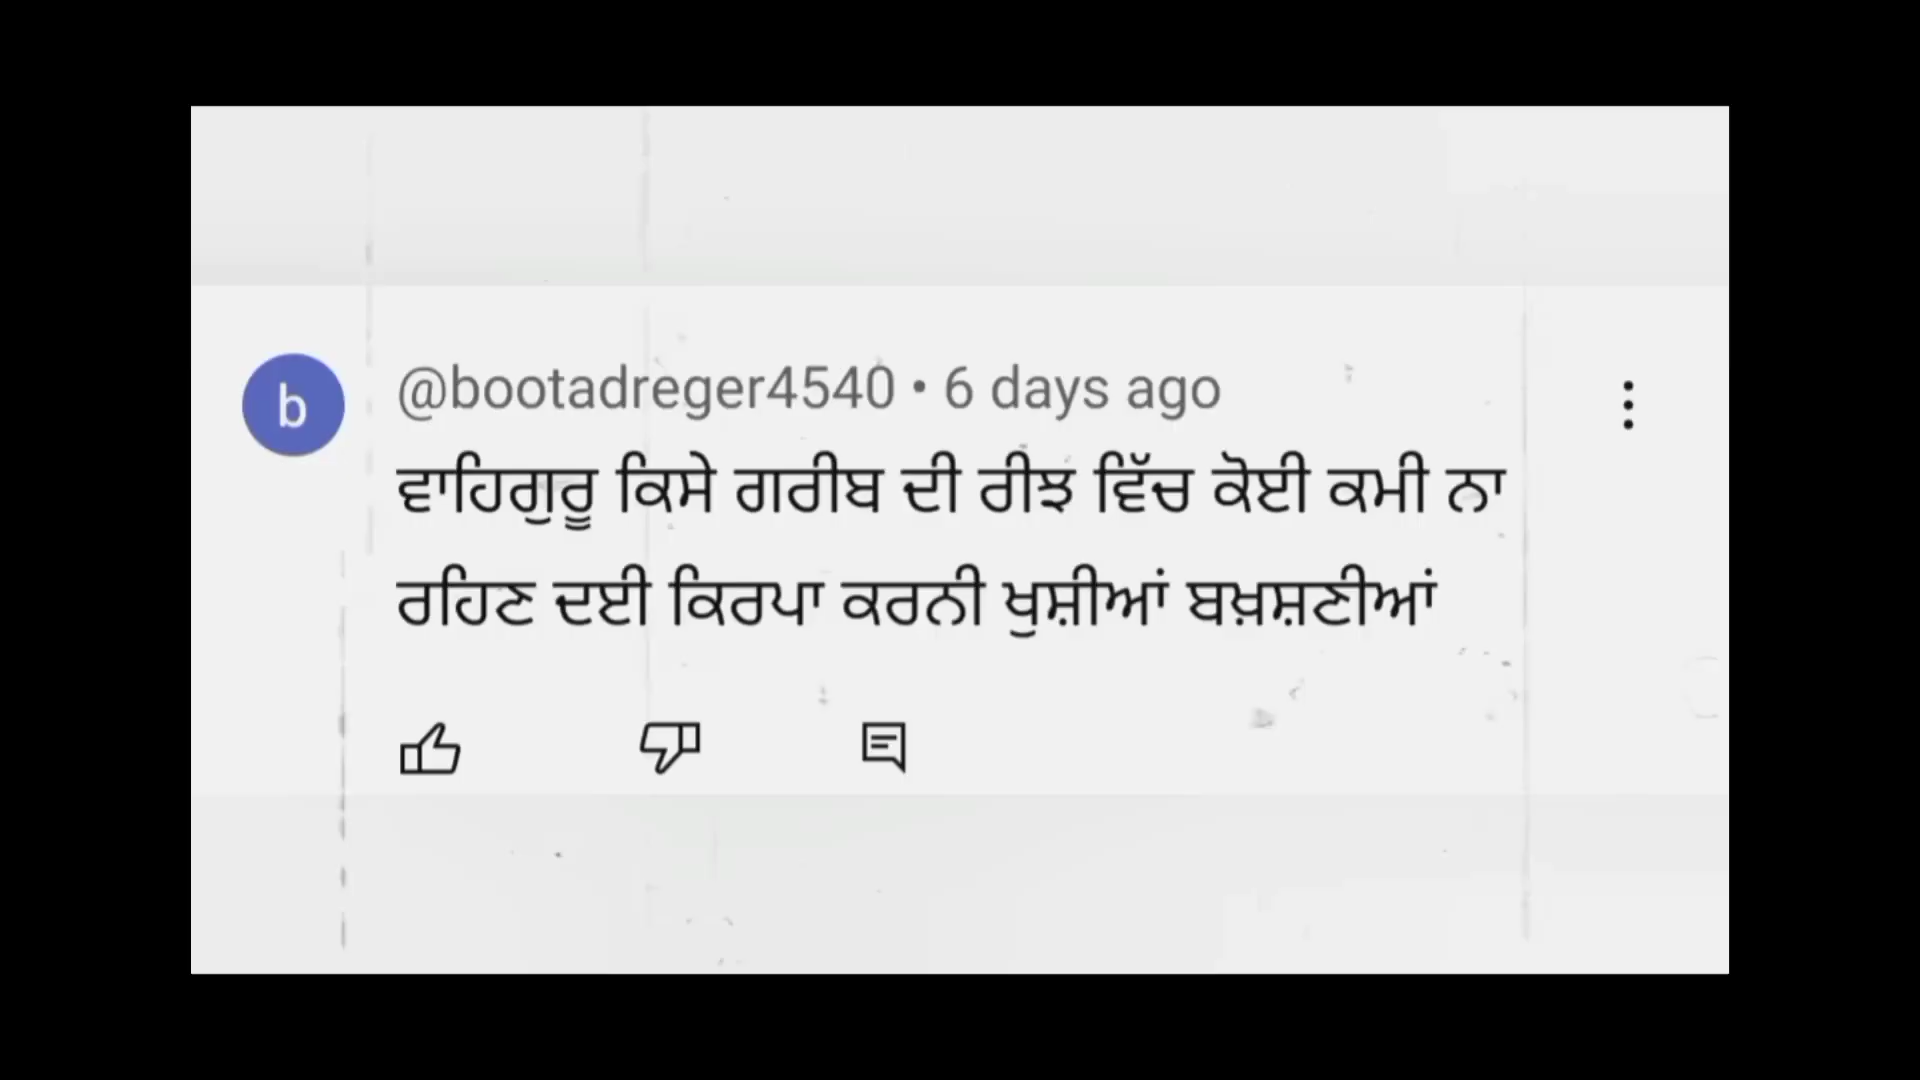 b
@bootadreger4540 • 6 days ago
ਵਾਹਿਗੁਰੂ ਕਿਸੇ ਗਰੀਬ ਦੀ ਰੀਝ ਵਿੱਚ ਕੋਈ ਕਮੀ ਨਾ
ਰਹਿਣ ਦਈ ਕਿਰਪਾ ਕਰਨੀ ਖੁਸ਼ੀਆਂ ਬਖ਼ਸ਼ਣੀਆਂ